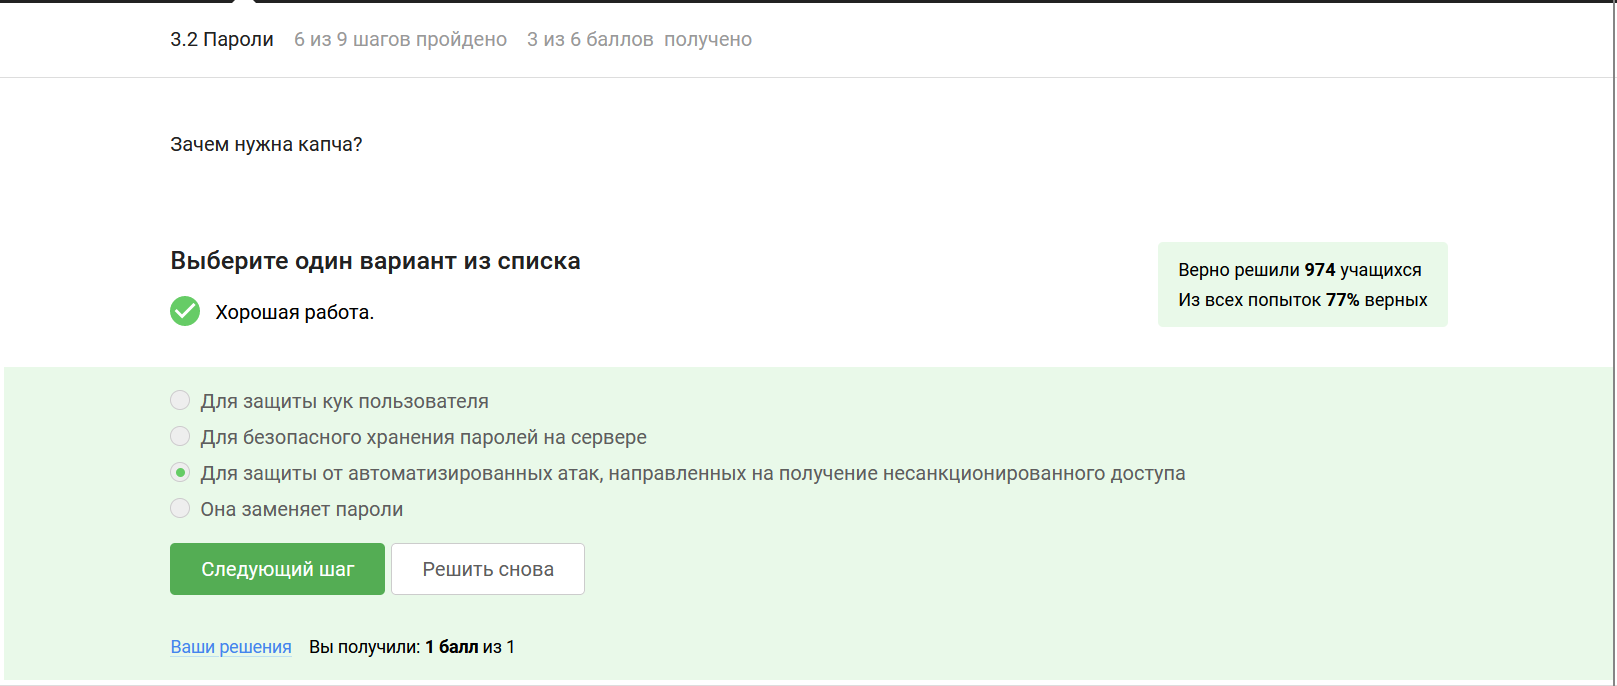 3.2 Пароли 6 из 9 шагов пройдено 3 из 6 баллов получено
Зачем нужна капча?
Выберите один вариант из списка
Хорошая работа.
Верно решили 974 учащихся
Из всех попыток 77% верных
Для защиты кук пользователя
Для безопасного хранения паролей на сервере
Для защиты от автоматизированных атак, направленных на получение несанкционированного доступа
Она заменяет пароли
Следующий шаг Решить снова
Ваши решения Вы получили: 1 балл из 1